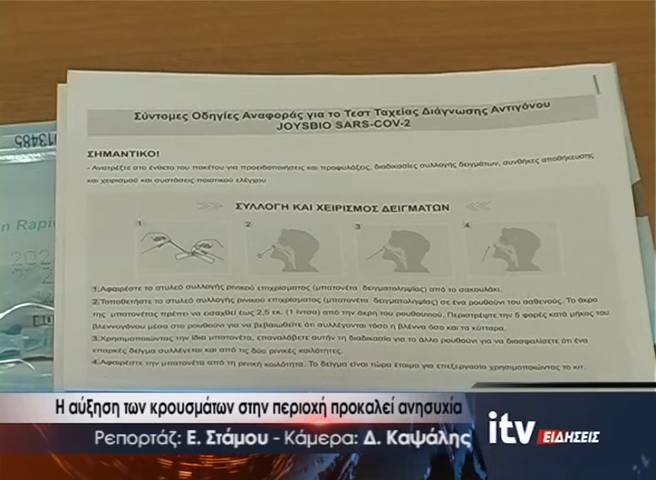 Σύντομες Οδηγίες Αναφοράς για το Τεστ Ταχείας Διάγνωσης Αντιγόνου
JOYSBIO SARS-COV-2
ΣΗΜΑΝΤΙΚΟ!
- Ανατρέξτε στο ένθετο του πακέτου για προειδοποιήσεις και προφυλάξεις, διαδικασίες συλλογής δειγμάτων, συνθήκες αποθήκευσης
και χειρισμού και συστάσεις ποιοτικού ελέγχου
ΣΥΛΛΟΓΗ ΚΑΙ ΧΕΙΡΙΣΜΟΣ ΔΕΙΓΜΑΤΩΝ
1 2 3 4
1.Αφαιρέστε το στυλεό συλλογής ρινικού επιχρίσματος (μπατονέτα δειγματοληψίας) από το σακουλάκι.
2.Τοποθετήστε το στυλεό συλλογής ρινικού επιχρίσματος (μπατονέτα δειγματοληψίας) σε ένα ρουθούνι του ασθενούς. Το άκρο
της μπατονέτας πρέπει να εισαχθεί έως 2,5 εκ. (1 ίντσα) από την άκρη του ρουθουνιού. Περιστρέψτε την 5 φορές κατά μήκος του
βλεννογόνου μέσα στο ρουθούνι για να βεβαιωθείτε ότι συλλέγονται τόσο η βλέννα όσο και τα κύτταρα.
3.Χρησιμοποιώντας την ίδια μπατονέτα, επαναλάβετε αυτήν τη διαδικασία για το άλλο ρουθούνι για να διασφαλίσετε ότι ένα
επαρκές δείγμα συλλέγεται και από τις δύο ρινικές κοιλότητες.
4.Αφαιρέστε την μπατονέτα από τη ρινική κοιλότητα. Το δείγμα είναι τώρα έτοιμο για επεξεργασία χρησιμοποιώντας το κιτ.
113485
n Rapi
202
Η αύξηση των κρουσμάτων στην περιοχή προκαλεί ανησυχία
Ρεπορτάζ: Ε. Στάμου - Κάμερα: Δ. Καψάλης
itv ΕΙΔΗΣΕΙΣ